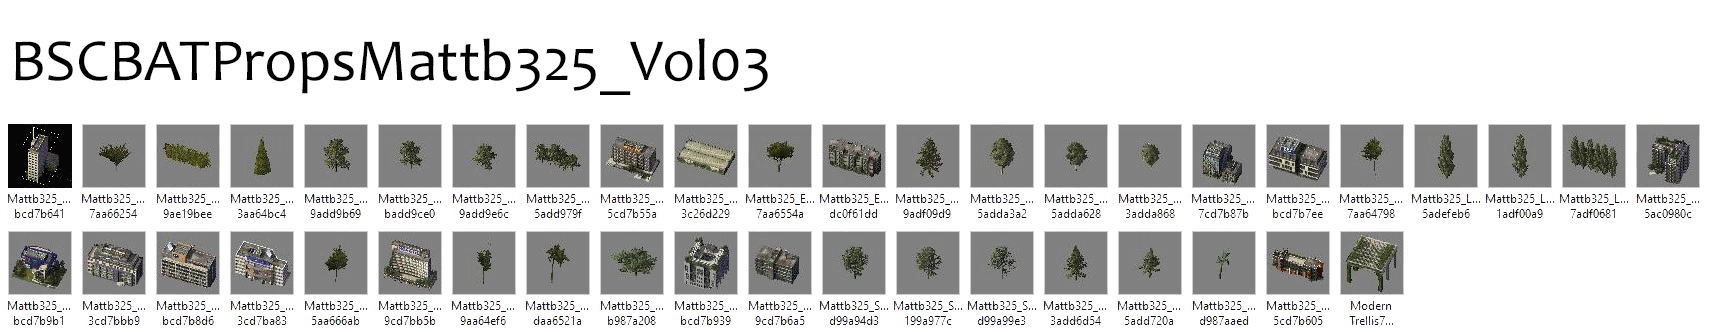 BSCBATPropsMattb325_Vol03
Mattb325_... Mattb325_... Mattb325_... Mattb325_... Mattb325_... Mattb325_... Mattb325_... Mattb325_... Mattb325_... Mattb325_... Mattb325_E... Mattb325_E... Mattb325_... Mattb325_... Mattb325_... Mattb325_... Mattb325_... Mattb325_... Mattb325_... Mattb325_L... Mattb325_L... Mattb325_L... Mattb325_...
bcd7b641 7aa66254 9ae19bee 3aa64bc4 9add9b69 badd9ce0 9add9e6c 5add979f 5cd7b55a 3c26d229 7aa6554a dc0f61dd 9adf09d9 5adda3a2 5adda628 3adda868 7cd7b87b bcd7b7ee 7aa64798 5adefeb6 1adf00a9 7adf0681 5ac0980c
Mattb325_... Mattb325_... Mattb325_... Mattb325_... Mattb325_... Mattb325_... Mattb325_... Mattb325_... Mattb325_... Mattb325_... Mattb325_... Mattb325_S... Mattb325_S... Mattb325_S... Mattb325_... Mattb325_... Mattb325_... Mattb325_... Modern
bcd7b9b1 3cd7bbb9 bcd7b8d6 3cd7ba83 5aa666ab 9cd7bb5b 9aa64ef6 daa6521a b987a208 bcd7b939 9cd7b6a5 d99a94d3 199a977c d99a99e3 3add6d54 5add720a d987aaed 5cd7b605 Trellis7...